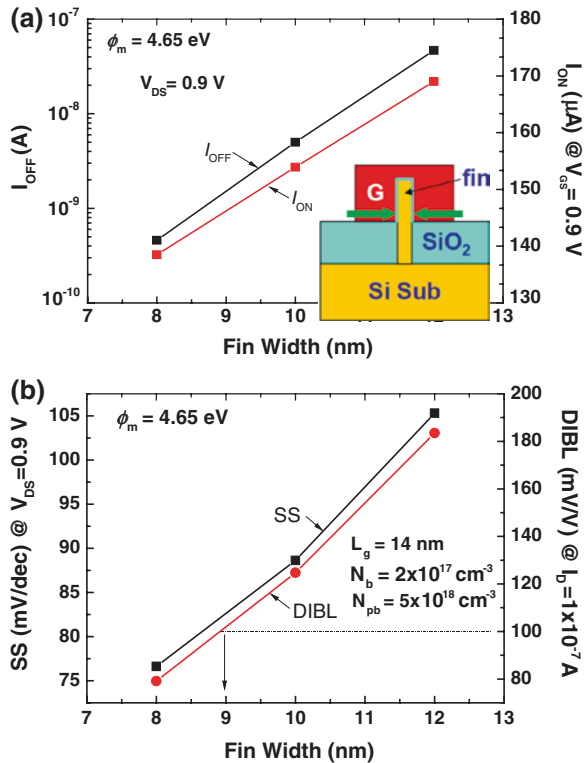 (a)
ϕm = 4.65 eV
VDS = 0.9 V
IOFF (A)
10-7
10-8
10-9
10-10
ION (μA) @ VGS= 0.9 V
180
170
160
150
140
130
IOFF
ION
G
fin
SiO2
Si Sub
7 8 9 10 11 12 13
Fin Width (nm)
(b)
ϕm = 4.65 eV
SS (mV/dec) @ VDS=0.9 V
105
100
95
90
85
80
75
DIBL (mV/V) @ ID=1x10-7 A
200
180
160
140
120
100
80
SS
DIBL
Lg = 14 nm
Nb = 2x10^17 cm-3
Npb = 5x10^18 cm-3
7 8 9 10 11 12 13
Fin Width (nm)